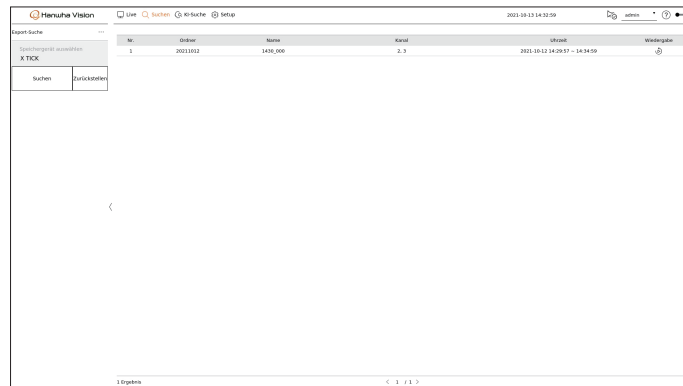 Hanwha Vision
Live Suchen KI-Suche Setup
2021-10-13 14:32:59
admin
Export-Suche
Speichergerät auswählen
X TICK
Suchen Zurückstellen
Nr. Ordner Name Kanal Uhrzeit Wiedergabe
1 20211012 1430_000 2, 3 2021-10-12 14:29:57 ~ 14:34:59
1 Ergebnis
1 / 1